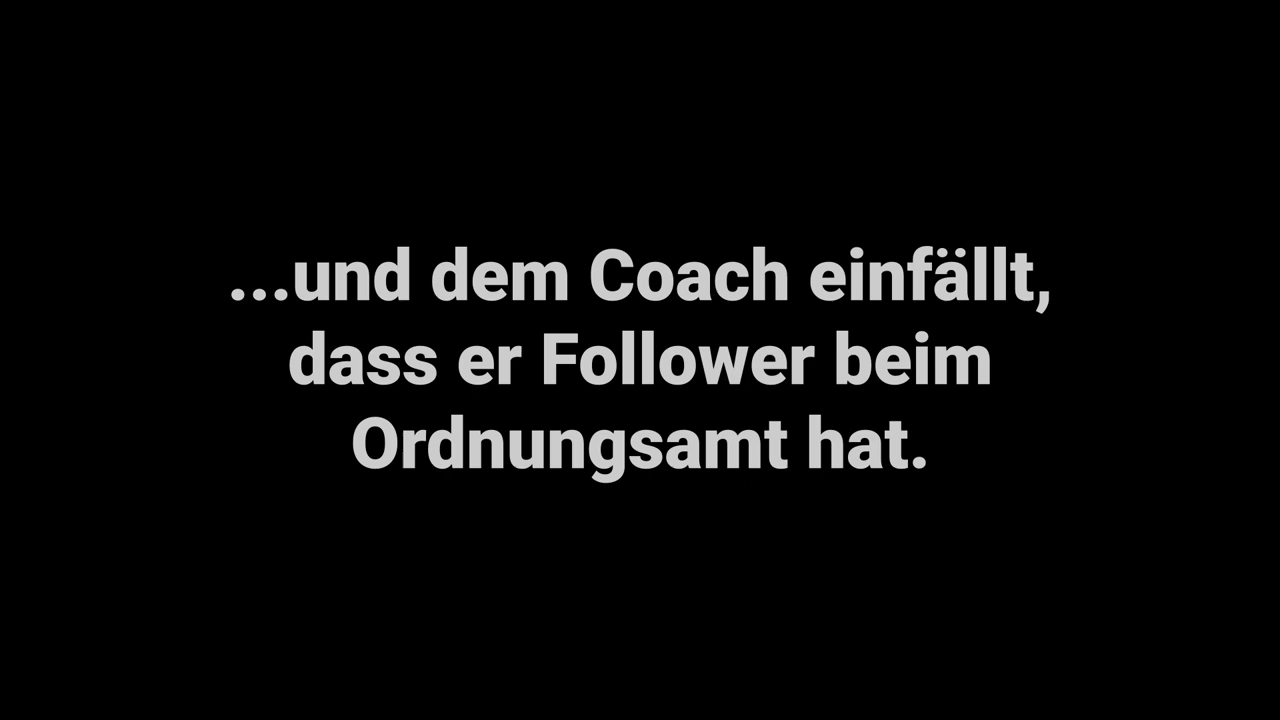 ...und dem Coach einfällt,
dass er Follower beim
Ordnungsamt hat.